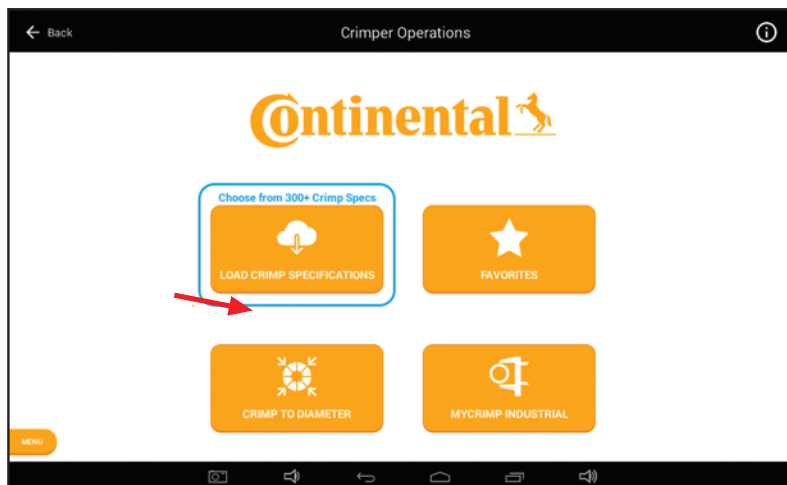 Back
Crimper Operations
Continental
Choose from 300+ Crimp Specs
LOAD CRIMP SPECIFICATIONS
FAVORITES
CRIMP TO DIAMETER
MYCRIMP INDUSTRIAL
MENU